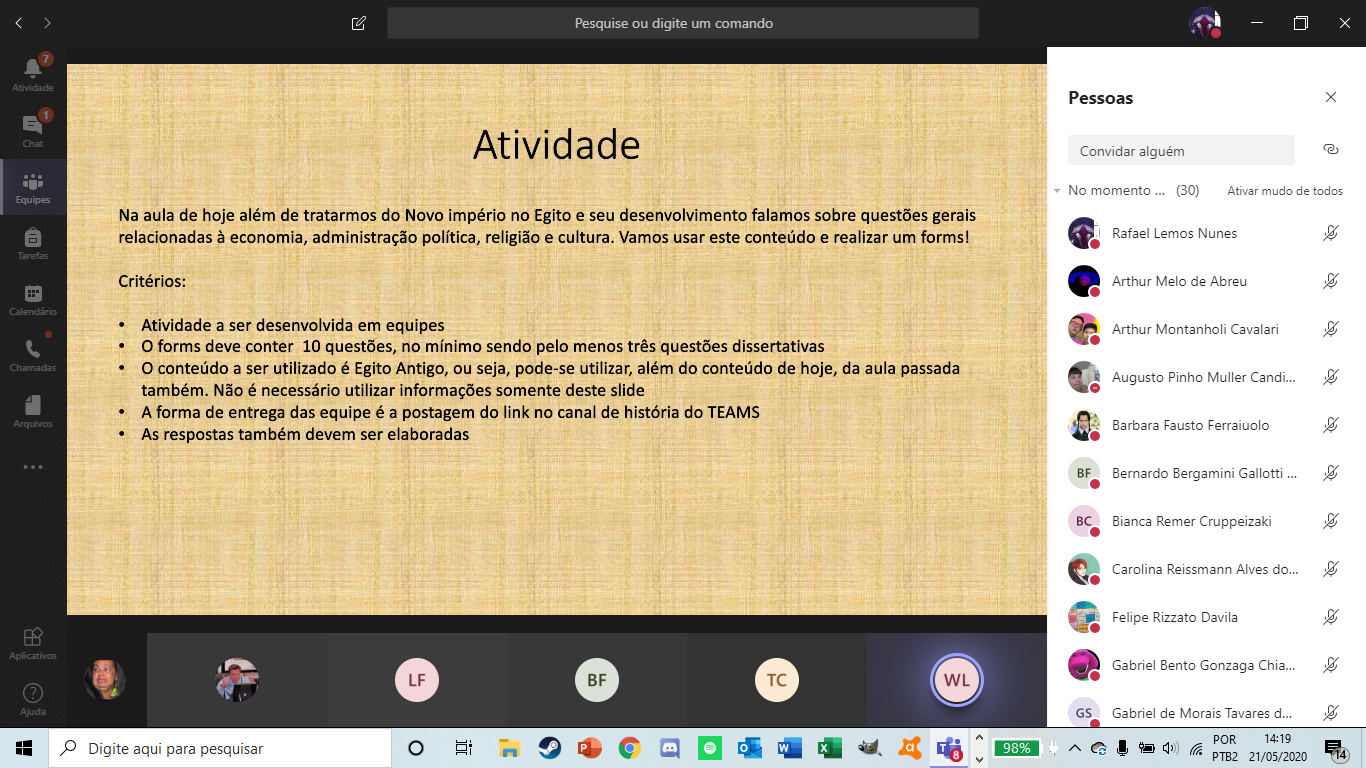 Pesquise ou digite um comando
7
Atividade
1
Chat
Equipes
Tarefas
Calendário
Chamadas
Arquivos
Aplicativos
Ajuda
Atividade
Na aula de hoje além de tratarmos do Novo império no Egito e seu desenvolvimento falamos sobre questões gerais
relacionadas à economia, administração política, religião e cultura. Vamos usar este conteúdo e realizar um forms!
Critérios:
• Atividade a ser desenvolvida em equipes
• O forms deve conter 10 questões, no mínimo sendo pelo menos três questões dissertativas
• O conteúdo a ser utilizado é Egito Antigo, ou seja, pode-se utilizar, além do conteúdo de hoje, da aula passada
também. Não é necessário utilizar informações somente deste slide
• A forma de entrega das equipe é a postagem do link no canal de história do TEAMS
• As respostas também devem ser elaboradas
LF
BF
TC
WL
Pessoas
Convidar alguém
No momento ... (30) Ativar mudo de todos
Rafael Lemos Nunes
Arthur Melo de Abreu
Arthur Montanholi Cavalari
Augusto Pinho Muller Candi...
Barbara Fausto Ferraiuolo
BF Bernardo Bergamini Gallotti ...
BC Bianca Remer Cruppeizaki
Carolina Reissmann Alves do...
Felipe Rizzato Davila
Gabriel Bento Gonzaga Chia...
GS Gabriel de Morais Tavares d...
Digite aqui para pesquisar
8
98%
POR
PTB2
14:19
21/05/2020
14